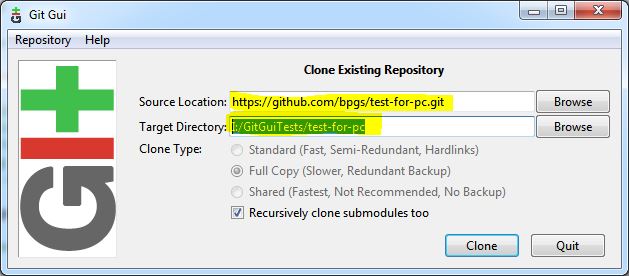 Git Gui
Repository Help
Clone Existing Repository
Source Location: https://github.com/bpgs/test-for-pc.git Browse
Target Directory: I:/GitGuiTests/test-for-pc Browse
Clone Type: Standard (Fast, Semi-Redundant, Hardlinks)
Full Copy (Slower, Redundant Backup)
Shared (Fastest, Not Recommended, No Backup)
Recursively clone submodules too
Clone Quit